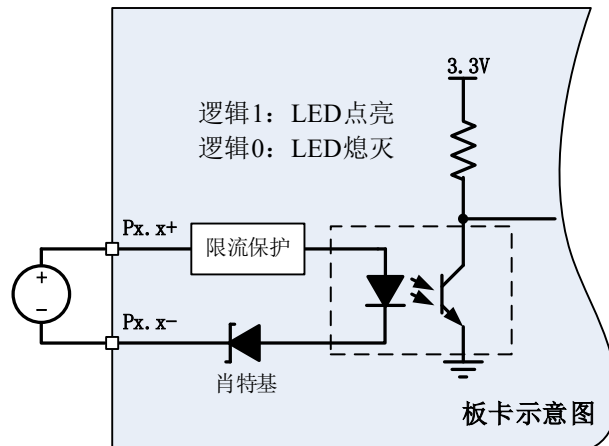 3.3V
逻辑1：LED点亮
逻辑0：LED熄灭
Px.x+
限流保护
+
−
Px.x-
肖特基
板卡示意图